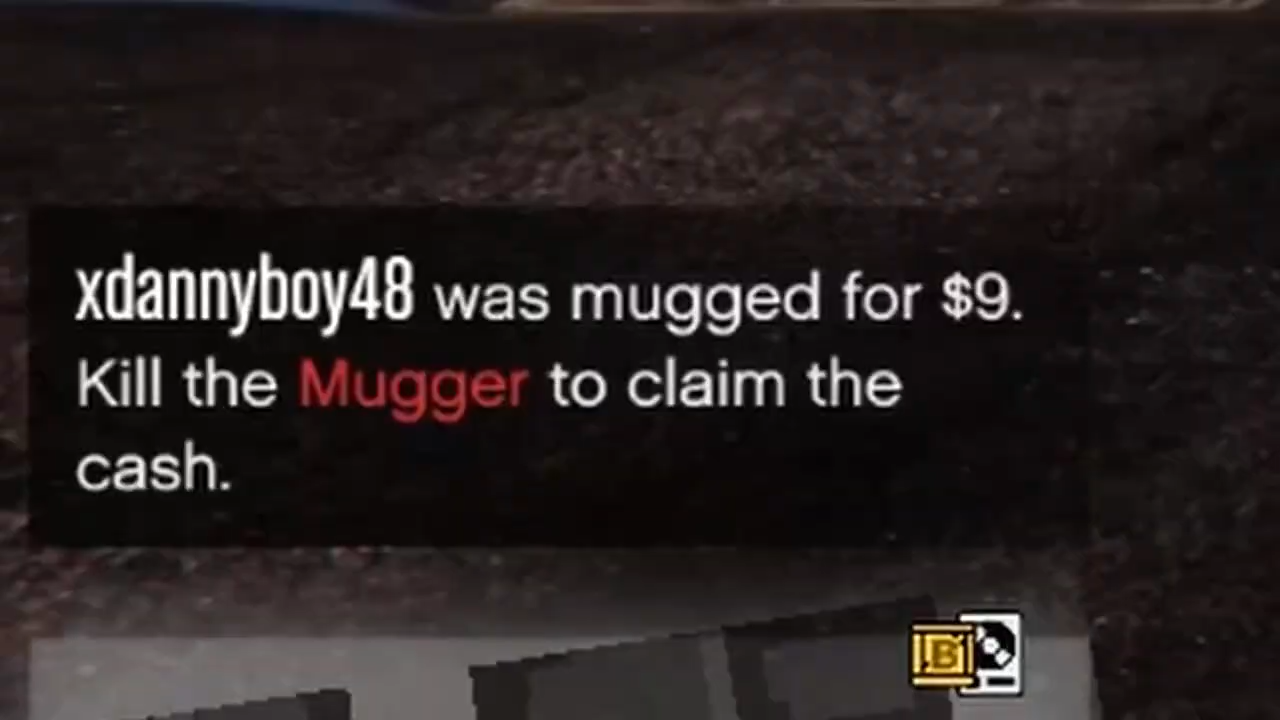 xdannyboy48 was mugged for $9.
Kill the Mugger to claim the
cash.
B